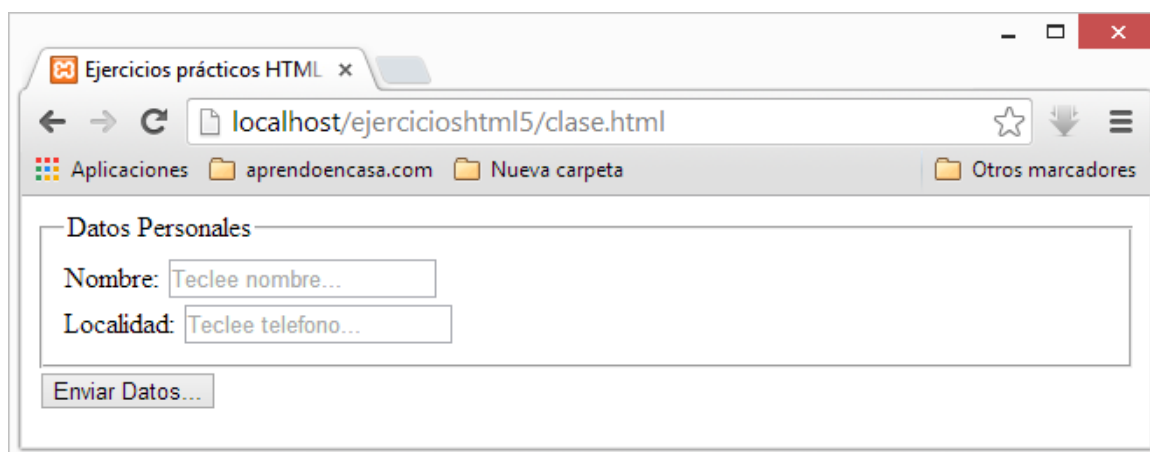 Ejercicios prácticos HTML
localhost/ejercicioshtml5/clase.html
Aplicaciones aprendoencasa.com Nueva carpeta Otros marcadores
Datos Personales
Nombre: Teclee nombre...
Localidad: Teclee telefono...
Enviar Datos...